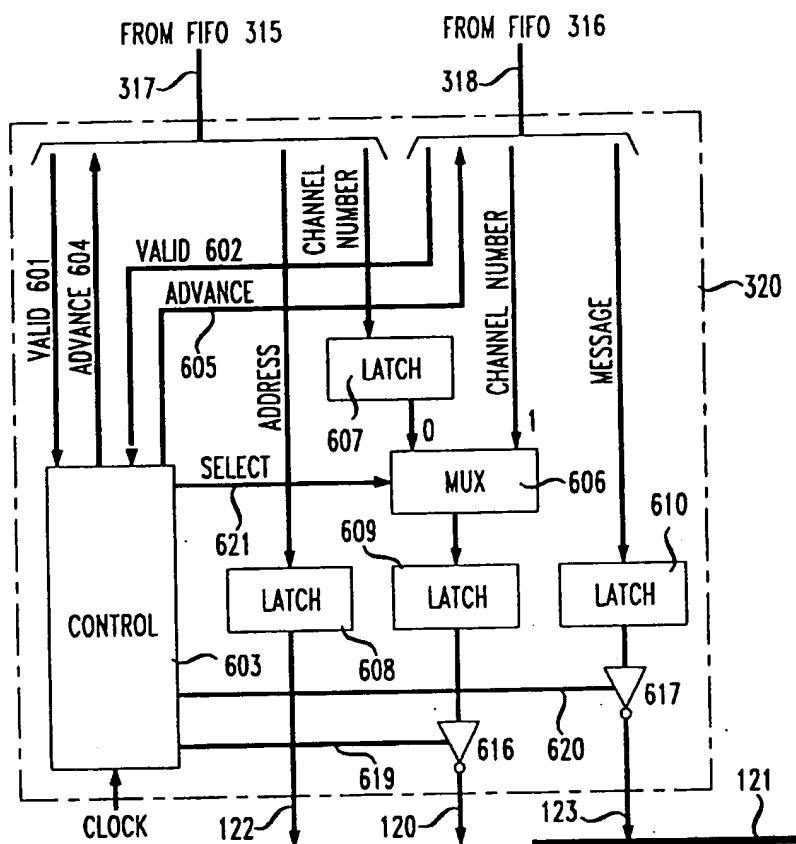 FROM FIFO 315
FROM FIFO 316
317
318
VALID 601
ADVANCE 604
VALID 602
ADVANCE
605
ADDRESS
CHANNEL
NUMBER
CHANNEL NUMBER
MESSAGE
320
LATCH
607
0
1
SELECT
621
MUX
606
609
610
CONTROL
603
LATCH
608
LATCH
LATCH
617
616
620
619
CLOCK
122
120
123
121